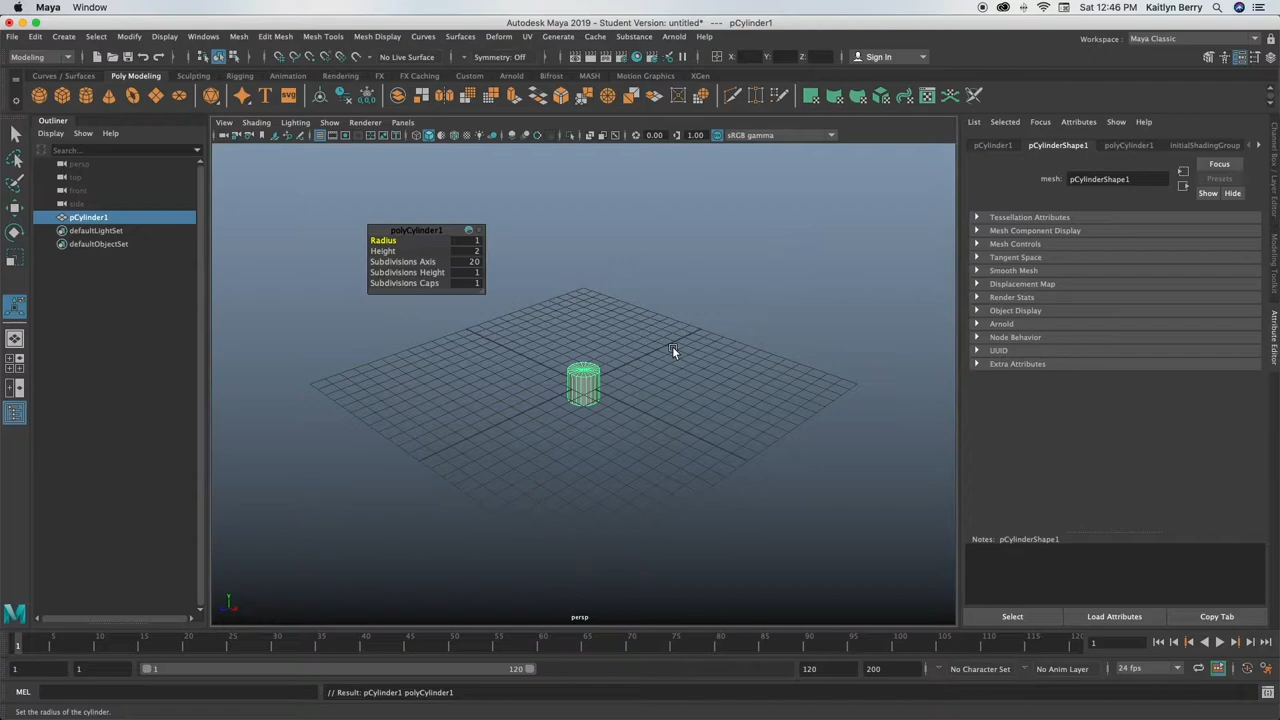 Maya Window
Sat 12:46 PM Kaitlyn Berry
Autodesk Maya 2019 - Student Version: untitled* --- pCylinder1
File Edit Create Select Modify Display Windows Mesh Edit Mesh Mesh Tools Mesh Display Curves Surfaces Deform UV Generate Cache Substance Arnold Help
Workspace : Maya Classic
Modeling No Live Surface Symmetry: Off X: Y: Z: Sign In
Curves / Surfaces Poly Modeling Sculpting Rigging Animation Rendering FX FX Caching Custom Arnold Bifrost MASH Motion Graphics XGen
Outliner
Display Show Help
Search...
persp
top
front
side
pCylinder1
defaultLightSet
defaultObjectSet
View Shading Lighting Show Renderer Panels
0.00 1.00 sRGB gamma
polyCylinder1
Radius 1
Height 2
Subdivisions Axis 20
Subdivisions Height 1
Subdivisions Caps 1
persp
List Selected Focus Attributes Show Help
pCylinder1 pCylinderShape1 polyCylinder1 initialShadingGroup
mesh: pCylinderShape1
Focus
Presets
Show Hide
Tessellation Attributes
Mesh Component Display
Mesh Controls
Tangent Space
Smooth Mesh
Displacement Map
Render Stats
Object Display
Arnold
Node Behavior
UUID
Extra Attributes
Notes: pCylinderShape1
Select Load Attributes Copy Tab
Channel Box / Layer Editor
Modeling Toolkit
Attribute Editor
1 5 10 15 20 25 30 35 40 45 50 55 60 65 70 75 80 85 90 95 100 105 110 115 120 1
1 1 1 120 120 200 No Character Set No Anim Layer 24 fps
MEL // Result: pCylinder1 polyCylinder1
Set the radius of the cylinder.